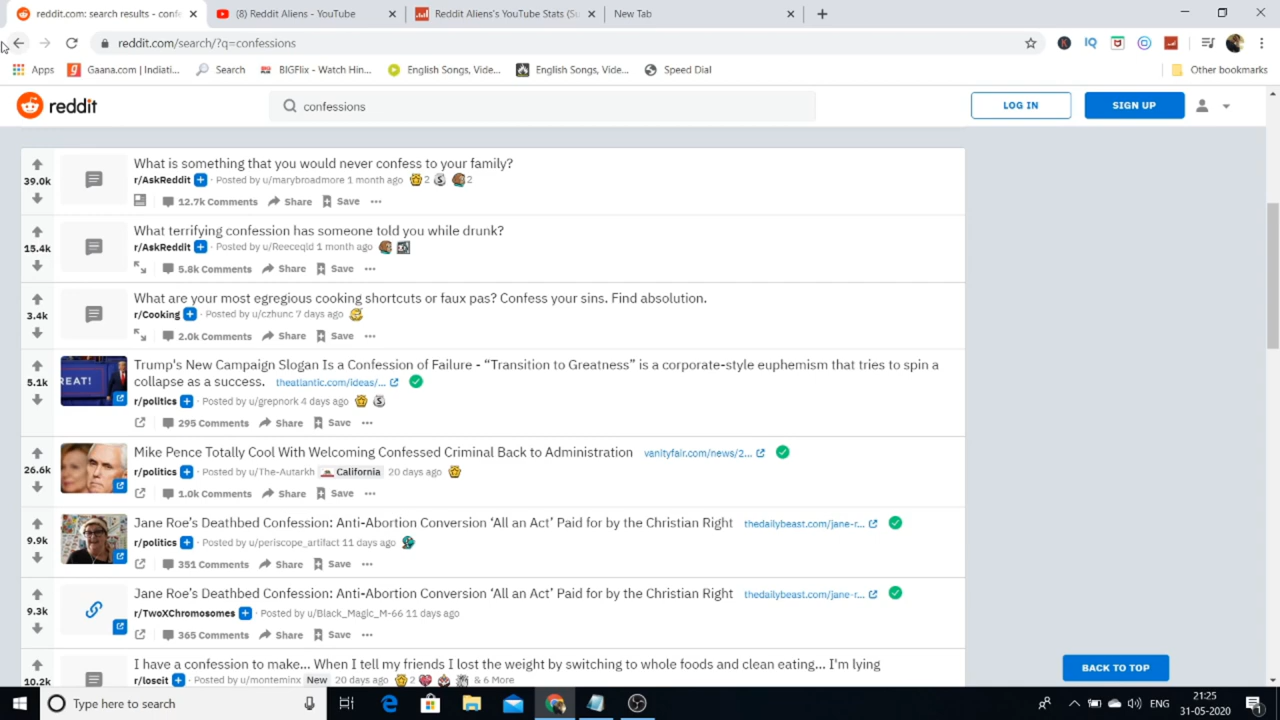 reddit.com: search results - confe
(8) Reddit Aliens - YouTube
Reddit Aliens's YouTube Stats (Su
New Tab
reddit.com/search/?q=confessions
Apps
Gaana.com | Indiati...
Search
BIGFlix - Watch Hin...
English Songs, Vide...
English Songs, Vide...
Speed Dial
Other bookmarks
reddit
confessions
LOG IN
SIGN UP
39.0k
What is something that you would never confess to your family?
r/AskReddit • Posted by u/marybroadmore 1 month ago 2 2
12.7k Comments Share Save
15.4k
What terrifying confession has someone told you while drunk?
r/AskReddit • Posted by u/Reeceqld 1 month ago
5.8k Comments Share Save
3.4k
What are your most egregious cooking shortcuts or faux pas? Confess your sins. Find absolution.
r/Cooking • Posted by u/czhunc 7 days ago
2.0k Comments Share Save
5.1k
Trump's New Campaign Slogan Is a Confession of Failure - “Transition to Greatness” is a corporate-style euphemism that tries to spin a
collapse as a success. theatlantic.com/ideas/...
EAT!
r/politics • Posted by u/grepnork 4 days ago
295 Comments Share Save
26.6k
Mike Pence Totally Cool With Welcoming Confessed Criminal Back to Administration vanityfair.com/news/2...
r/politics • Posted by u/The-Autarkh California 20 days ago
1.0k Comments Share Save
9.9k
Jane Roe’s Deathbed Confession: Anti-Abortion Conversion ‘All an Act’ Paid for by the Christian Right thedailybeast.com/jane-r...
r/politics • Posted by u/periscope_artifact 11 days ago
351 Comments Share Save
9.3k
Jane Roe’s Deathbed Confession: Anti-Abortion Conversion ‘All an Act’ Paid for by the Christian Right thedailybeast.com/jane-r...
r/TwoXChromosomes • Posted by u/Black_Magic_M-66 11 days ago
365 Comments Share Save
10.2k
I have a confession to make... When I tell my friends I lost the weight by switching to whole foods and clean eating... I'm lying
r/loseit • Posted by u/monteminx New 20 days ago 2 & 6 More
BACK TO TOP
Type here to search
ENG
21:25
31-05-2020